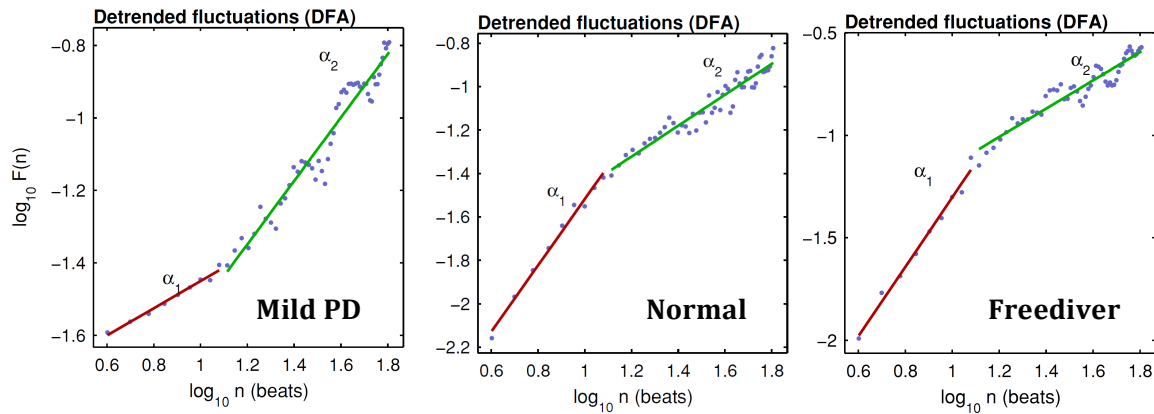 Detrended fluctuations (DFA)
−0.8
−1
−1.2
−1.4
−1.6
log₁₀ F(n)
α₂
α₁
Mild PD
0.6 0.8 1 1.2 1.4 1.6 1.8
log₁₀ n (beats)
Detrended fluctuations (DFA)
−0.8
−1
−1.2
−1.4
−1.6
−1.8
−2
−2.2
α₂
α₁
Normal
0.6 0.8 1 1.2 1.4 1.6 1.8
log₁₀ n (beats)
Detrended fluctuations (DFA)
−0.5
−1
−1.5
−2
α₂
α₁
Freediver
0.6 0.8 1 1.2 1.4 1.6 1.8
log₁₀ n (beats)